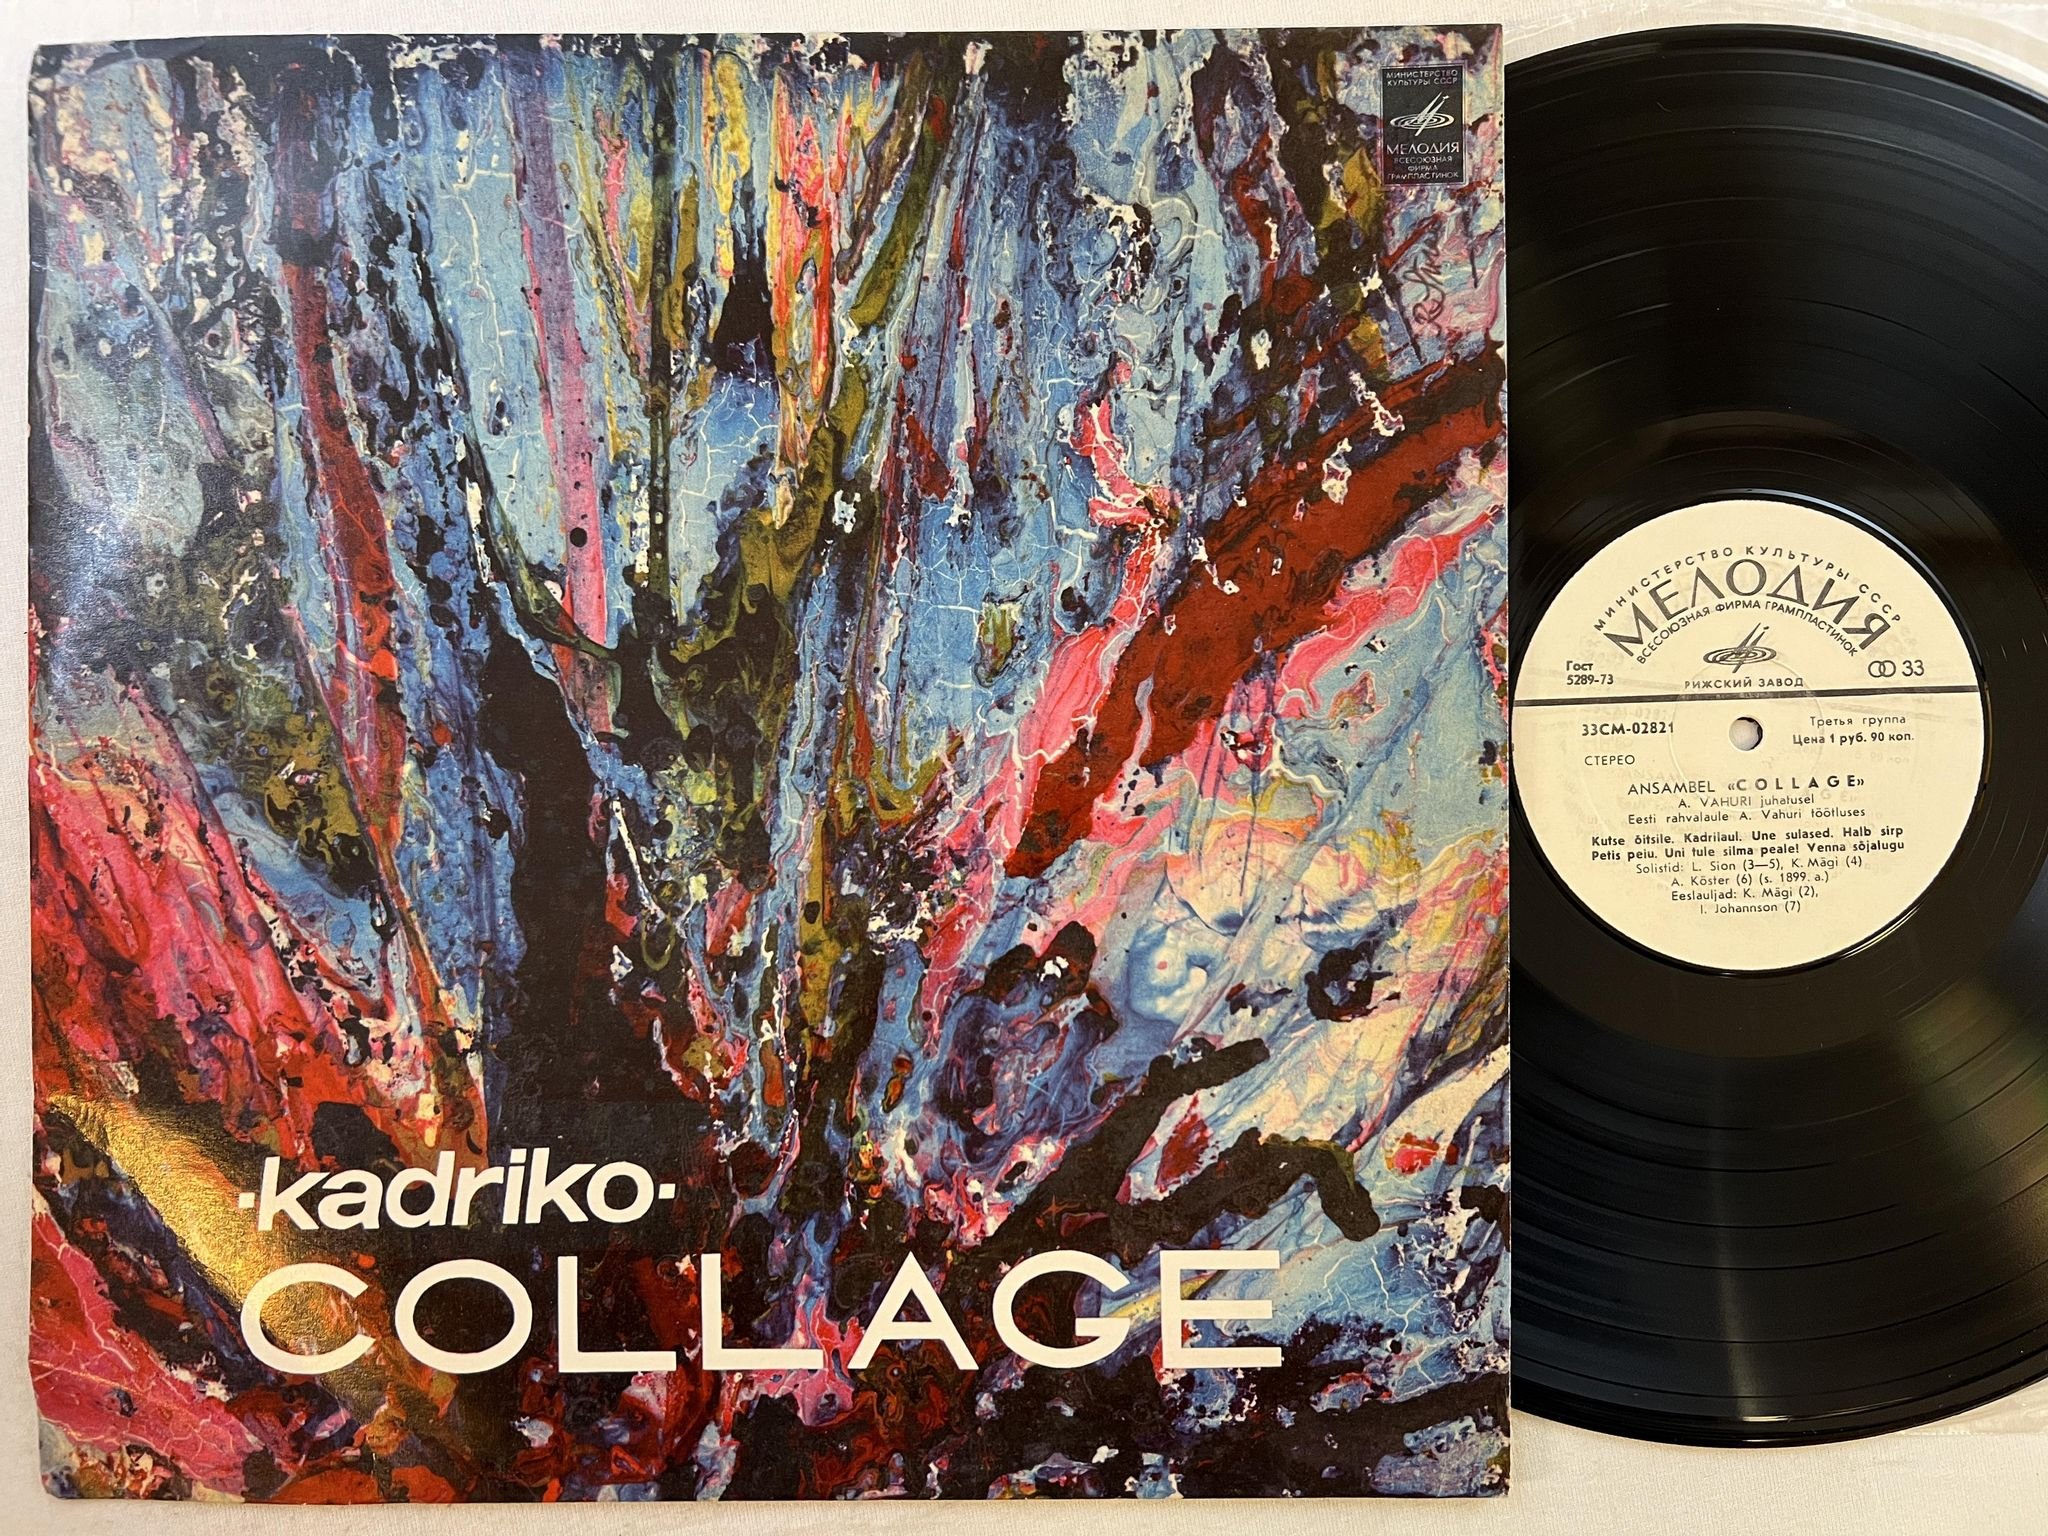 МИНИСТЕРСТВО
КУЛЬТУРЫ СССР
МЕЛОДИЯ
ВСЕСОЮЗНАЯ
ФИРМА
ГРАМПЛАСТИНОК
·kadriko·
COLLAGE
МИНИСТЕРСТВО КУЛЬТУРЫ СССР
МЕЛОДИЯ
ВСЕСОЮЗНАЯ ФИРМА ГРАМПЛАСТИНОК
Гост
5289-73
33
РИЖСКИЙ ЗАВОД
33СМ-02821
Третья группа
Цена 1 руб. 90 коп.
СТЕРЕО
ANSAMBEL «COLLAGE»
A. VAHURI juhatusel
Eesti rahvalaule A. Vahuri töötluses
Kutse õitsile. Kadrilaul. Une sulased. Halb sirp
Petis peiu. Uni tule silma peale! Venna sõjalugu
Solistid: L. Sion (3—5), K. Mägi (4)
A. Köster (6) (s. 1899. a.)
Eeslauljad: K. Mägi (2),
I. Johannson (7)